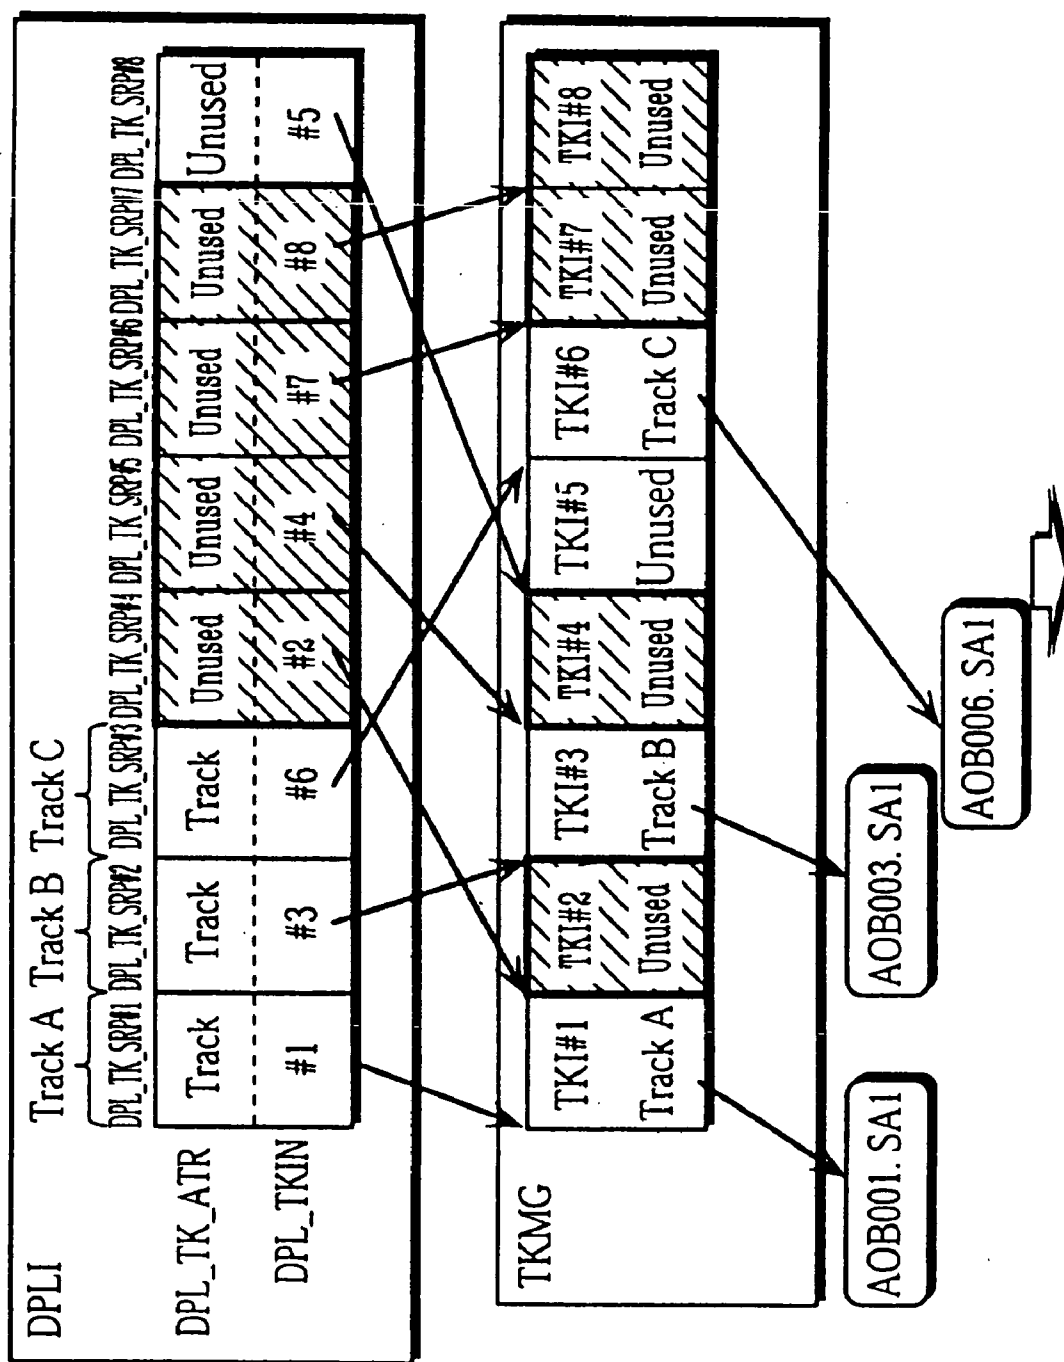 DPLI
Track A Track B Track C
DPL_TK_SRP#1 DPL_TK_SRP#2 DPL_TK_SRP#3 DPL_TK_SRP#4 DPL_TK_SRP#5 DPL_TK_SRP#6 DPL_TK_SRP#7 DPL_TK_SRP#8
DPL_TK_ATR Track Track Track Unused Unused Unused Unused Unused
DPL_TKIN #1 #3 #6 #2 #4 #7 #8 #5
TKMG
TKI#1 TKI#2 TKI#3 TKI#4 TKI#5 TKI#6 TKI#7 TKI#8
Track A Unused Track B Unused Unused Track C Unused Unused
AOB001. SA1 AOB003. SA1
AOB006. SA1